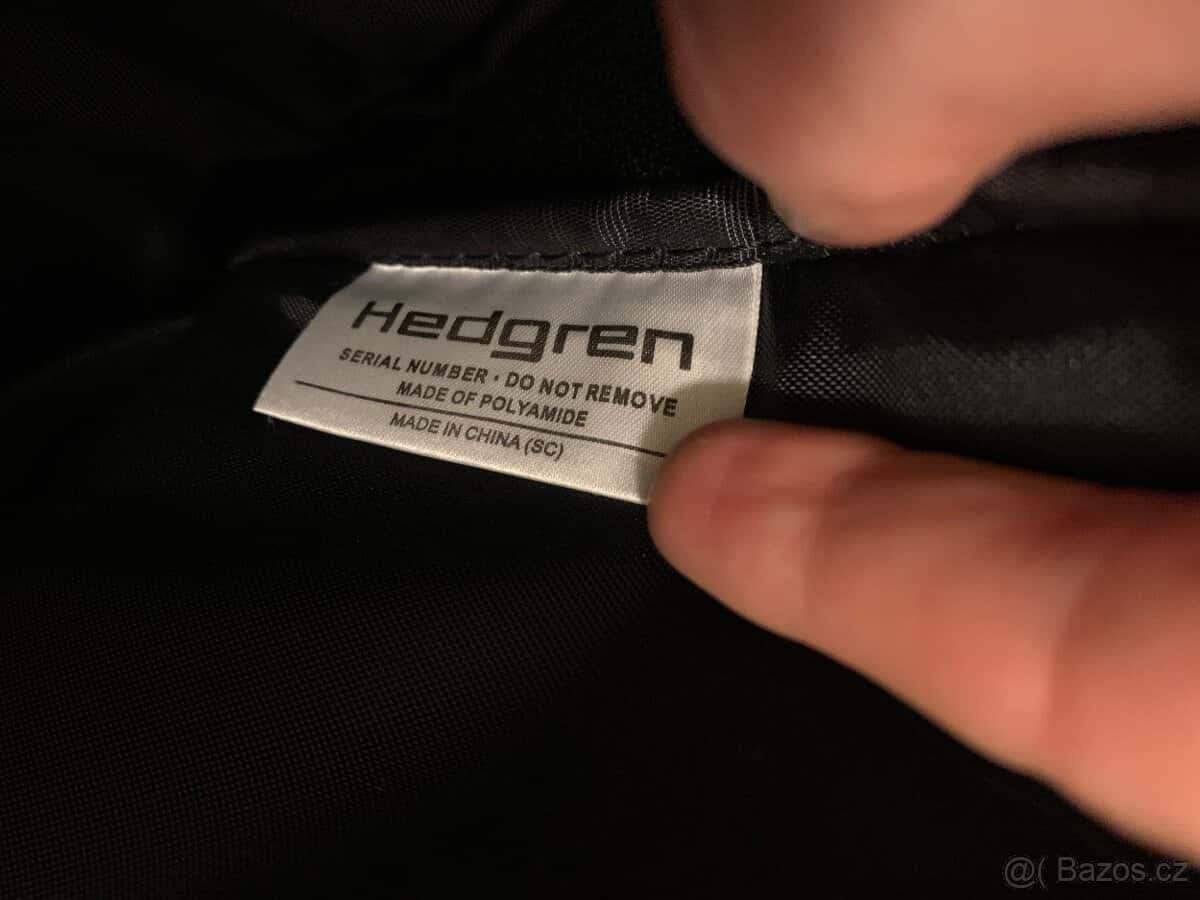 Hedgren
SERIAL NUMBER • DO NOT REMOVE
MADE OF POLYAMIDE
MADE IN CHINA (SC)
@( Bazos.cz